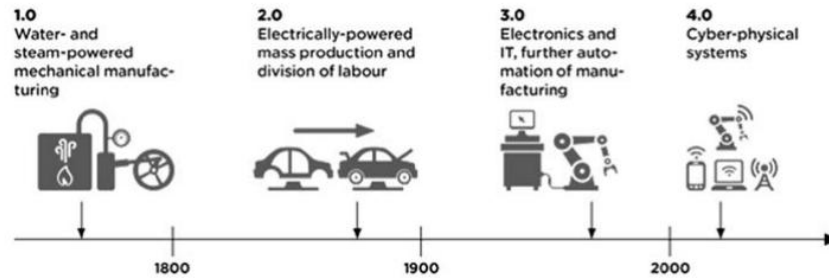 1.0
Water- and
steam-powered
mechanical manufac-
turing
2.0
Electrically-powered
mass production and
division of labour
3.0
Electronics and
IT, further auto-
mation of manu-
facturing
4.0
Cyber-physical
systems
1800
1900
2000